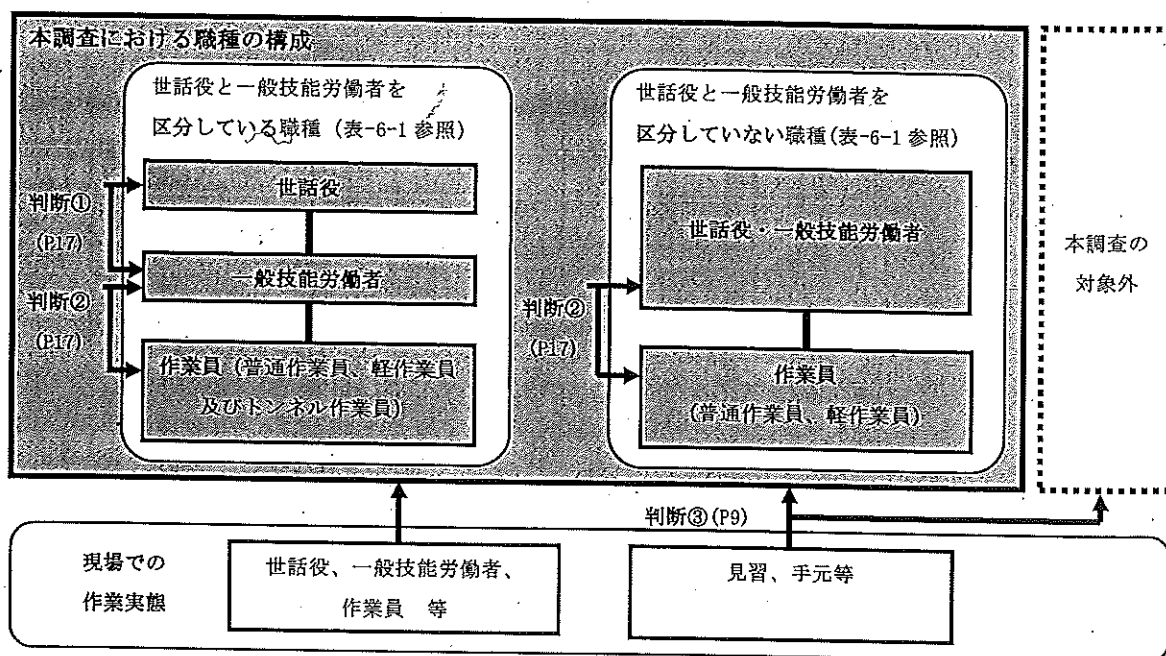 本調査における職種の構成
世話役と一般技能労働者を
区分している職種（表-6-1 参照）
世話役
判断①
(P17)
一般技能労働者
判断②
(P17)
作業員（普通作業員、軽作業員
及びトンネル作業員）
世話役と一般技能労働者を
区分していない職種（表-6-1 参照）
世話役・一般技能労働者
判断②
(P17)
作業員
（普通作業員、軽作業員）
本調査の
対象外
判断③(P9)
現場での
作業実態
世話役、一般技能労働者、
作業員　等
見習、手元等